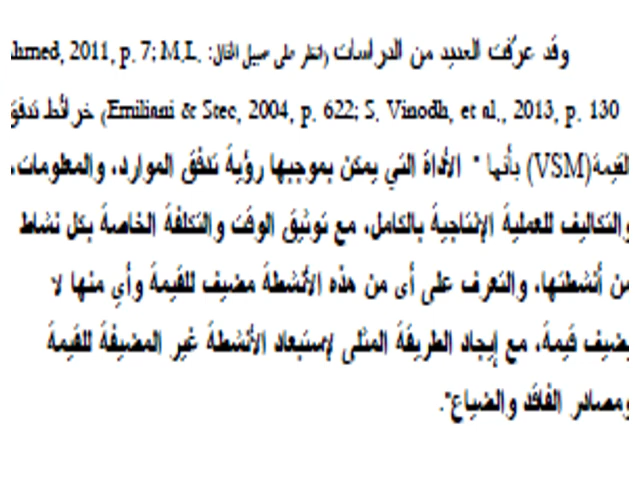 وقد عرّفت العديد من الدراسات (انظر على سبيل المثال: .Ahmed, 2011, p. 7; M.L
Emiliani & Stec, 2004, p. 622; S. Vinodh, et al., 2013, p. 130) خرائط تدفق
القيمة(VSM) بأنها " الأداة التي يمكن بموجبها رؤية تدفق الموارد، والمعلومات،
والتكاليف للعملية الإنتاجية بالكامل، مع توثيق الوقت والتكلفة الخاصة بكل نشاط
من أنشطتها، والتعرف على أى من هذه الأنشطة مضيف للقيمة وأي منها لا
يضيف قيمة، مع إيجاد الطريقة المثلى لإستبعاد الأنشطة غير المضيفة للقيمة
ومصادر الفاقد والضياع".